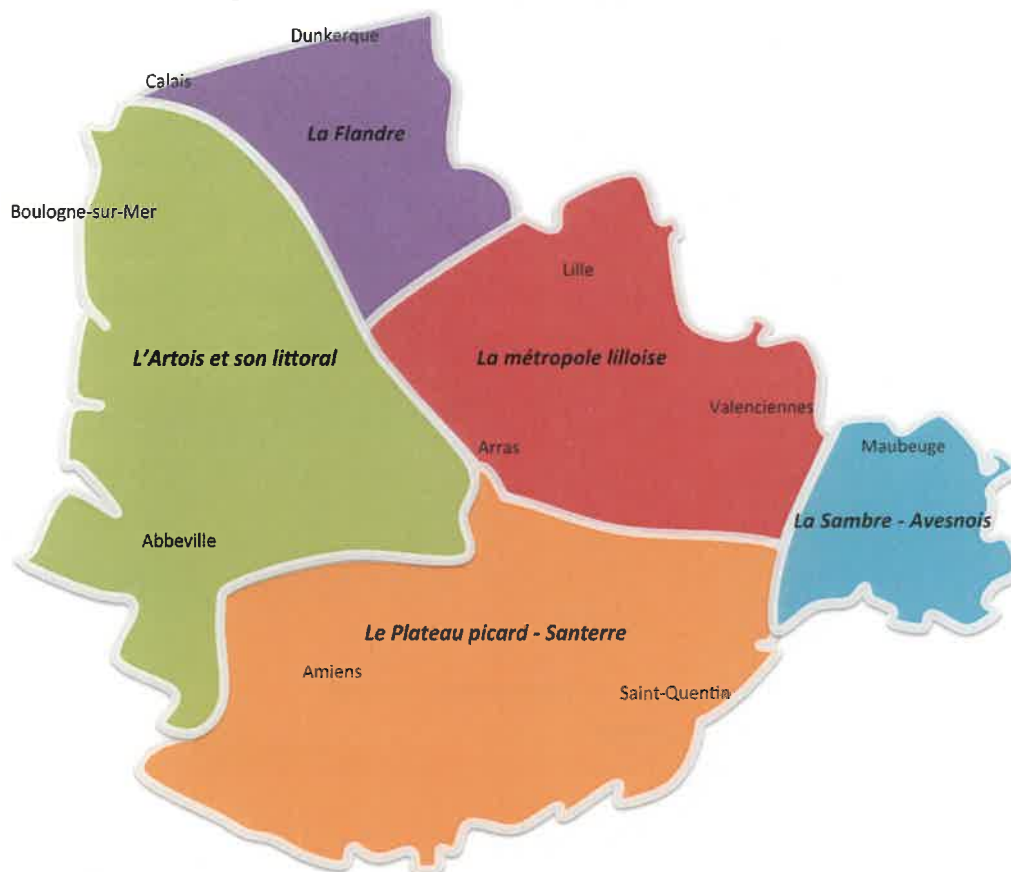 Dunkerque
Calais
La Flandre
Boulogne-sur-Mer
Lille
L'Artois et son littoral
La métropole lilloise
Valenciennes
Arras
Maubeuge
La Sambre - Avesnois
Abbeville
Le Plateau picard - Santerre
Amiens
Saint-Quentin